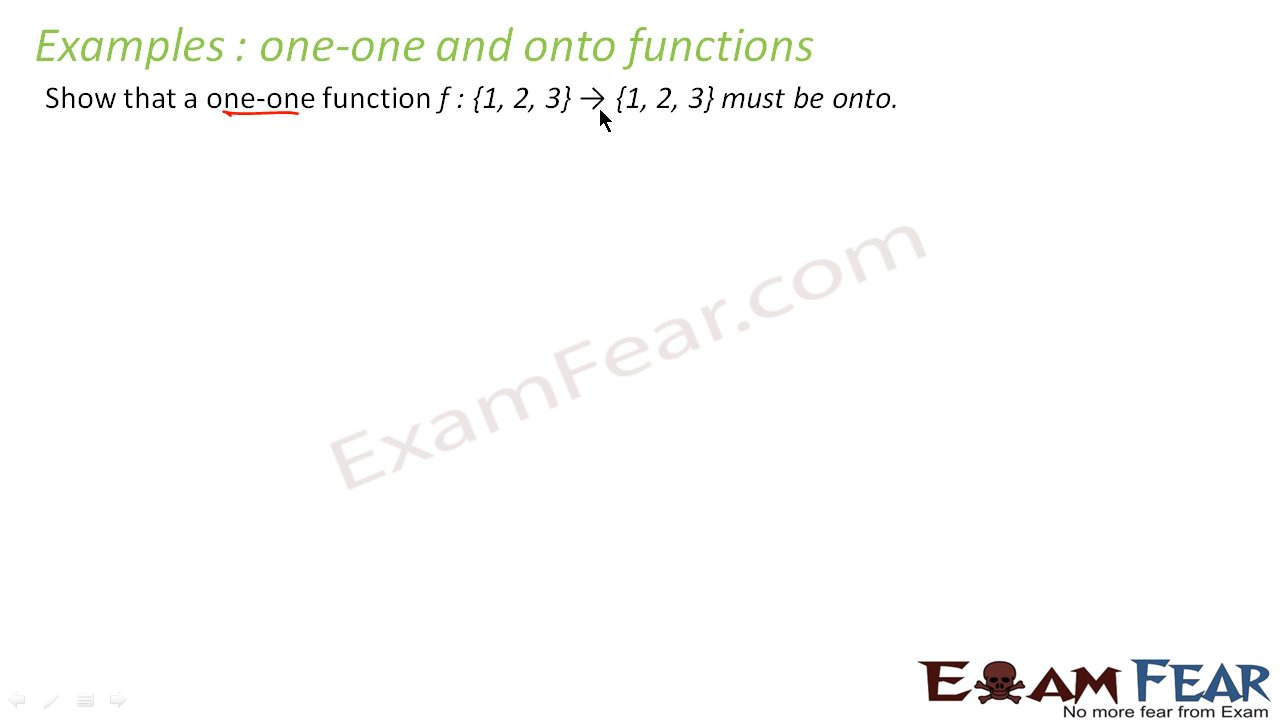 Examples : one-one and onto functions
Show that a one-one function f : {1, 2, 3} → {1, 2, 3} must be onto.
ExamFear.com
EXAM FEAR
No more fear from Exam